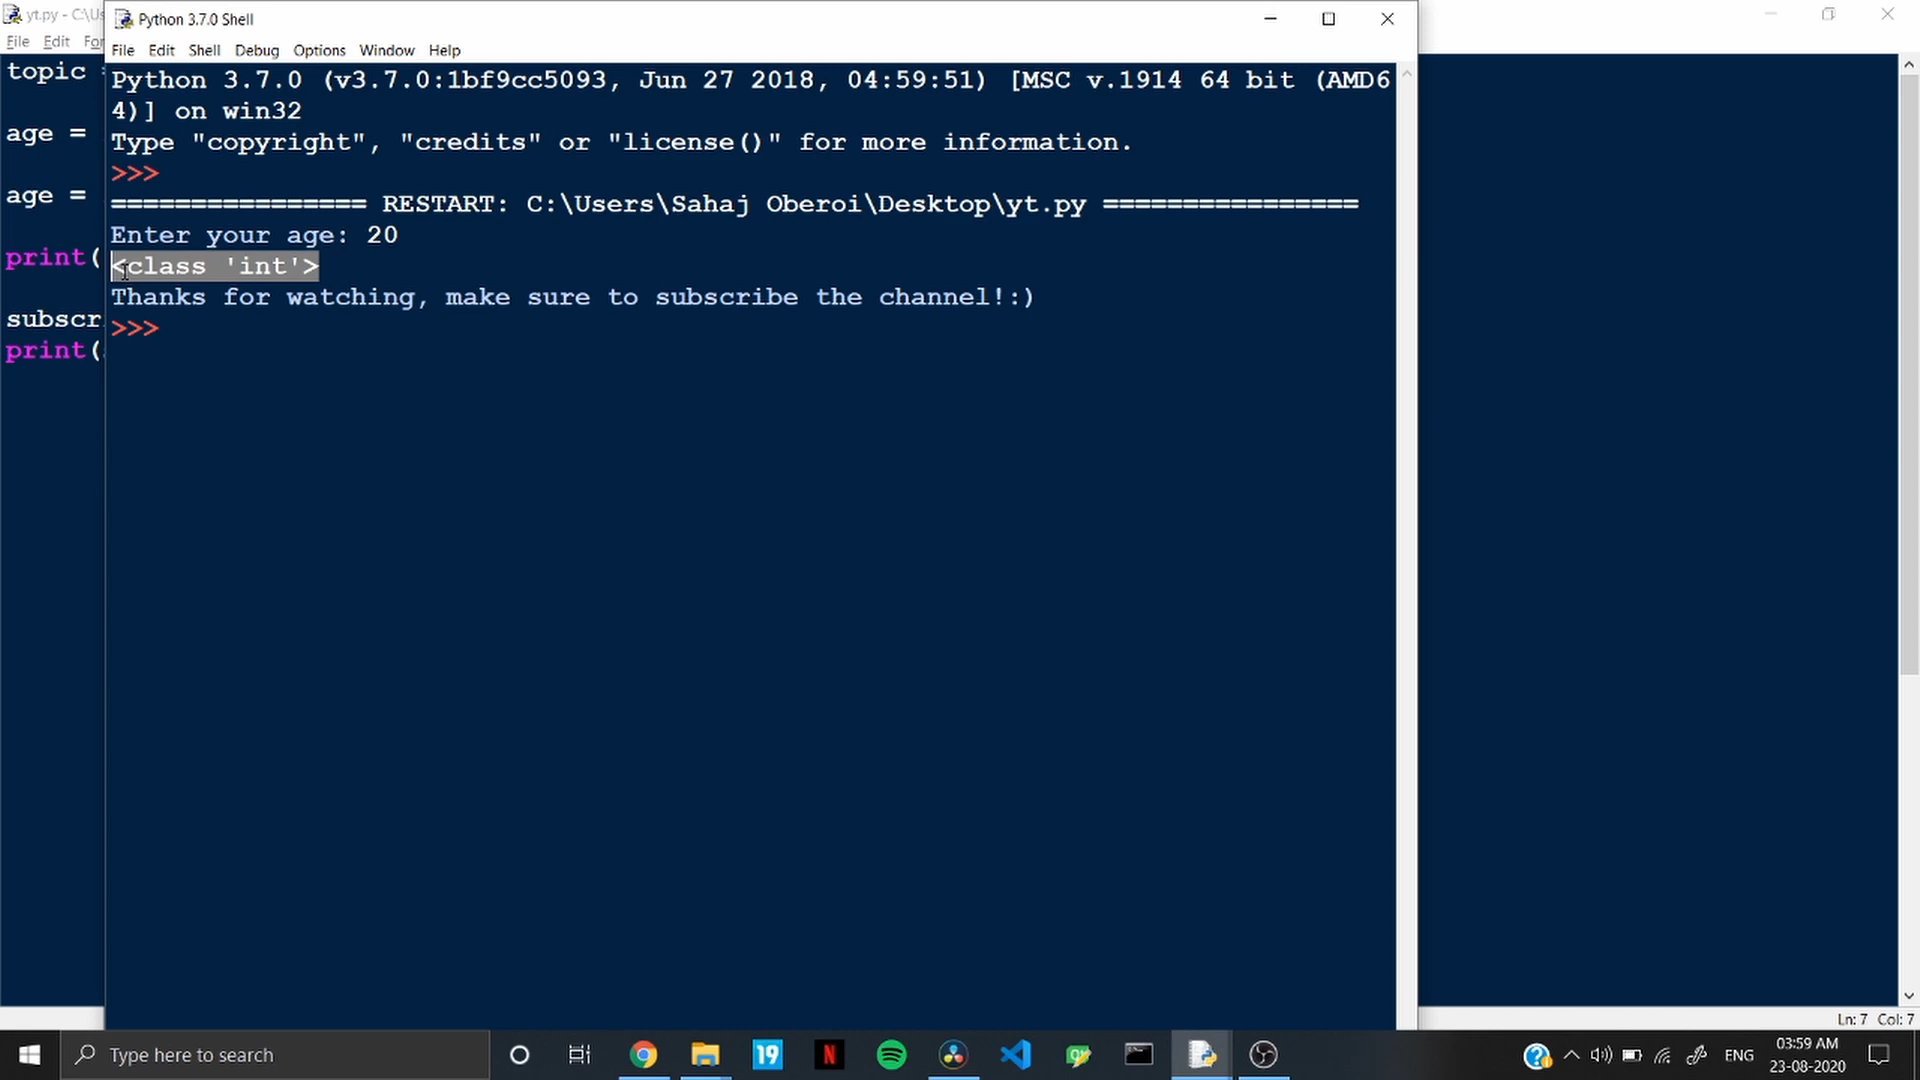 yt.py - C:\Us
File Edit For
topic =
age =
age =
print(
subscr
print(
Python 3.7.0 Shell
File Edit Shell Debug Options Window Help
Python 3.7.0 (v3.7.0:1bf9cc5093, Jun 27 2018, 04:59:51) [MSC v.1914 64 bit (AMD6
4)] on win32
Type "copyright", "credits" or "license()" for more information.
>>>
================ RESTART: C:\Users\Sahaj Oberoi\Desktop\yt.py ================
Enter your age: 20
<class 'int'>
Thanks for watching, make sure to subscribe the channel!:)
>>>
Ln: 7 Col: 7
Type here to search
19
N
ENG
03:59 AM
23-08-2020